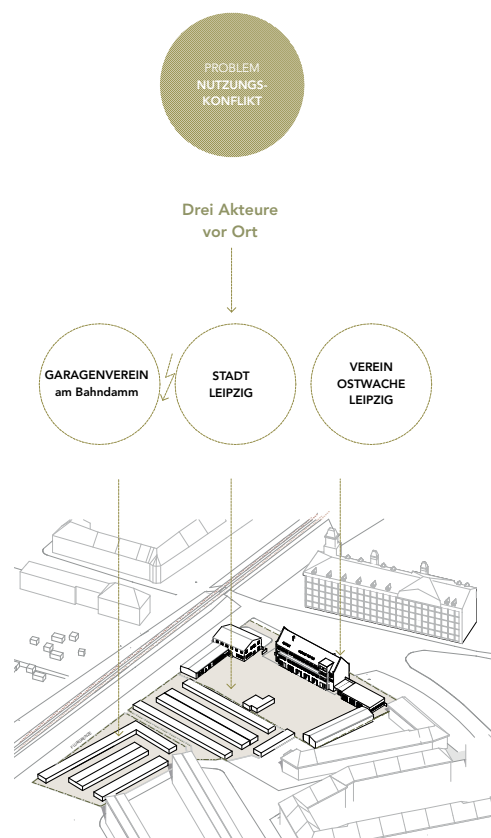 PROBLEM
NUTZUNGS-
KONFLIKT
Drei Akteure
vor Ort
GARAGENVEREIN
am Bahndamm
STADT
LEIPZIG
VEREIN
OSTWACHE
LEIPZIG